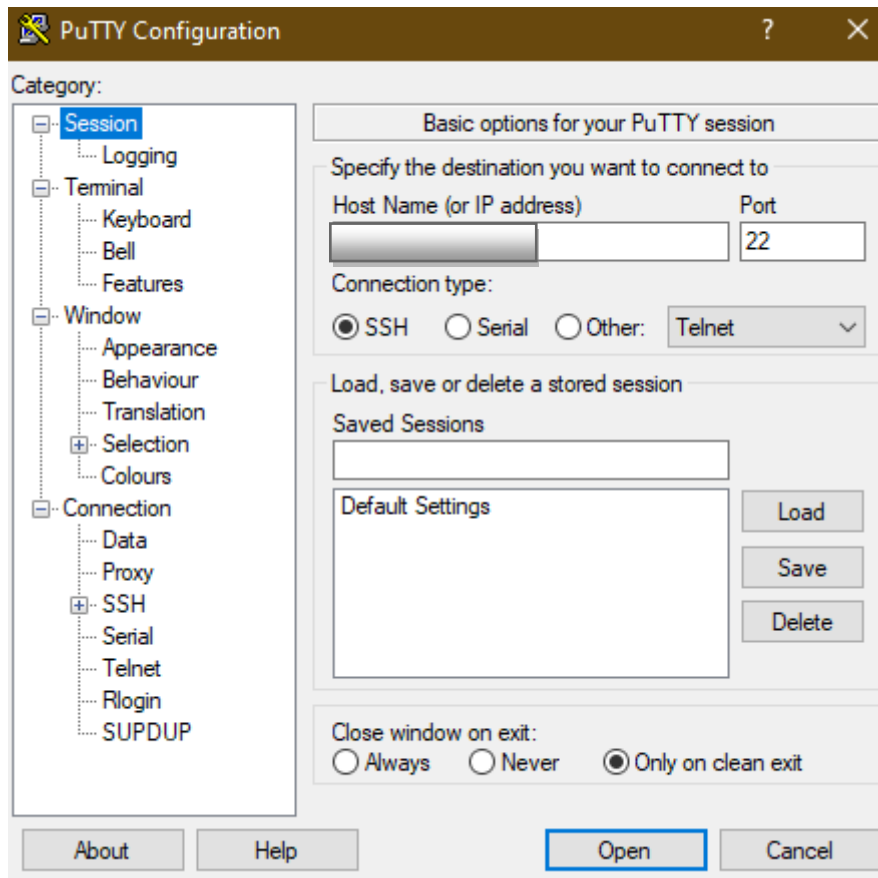 PuTTY Configuration
?
Category:
Session
Logging
Terminal
Keyboard
Bell
Features
Window
Appearance
Behaviour
Translation
Selection
Colours
Connection
Data
Proxy
SSH
Serial
Telnet
Rlogin
SUPDUP
Basic options for your PuTTY session
Specify the destination you want to connect to
Host Name (or IP address) Port
22
Connection type:
SSH Serial Other: Telnet
Load, save or delete a stored session
Saved Sessions
Default Settings
Load
Save
Delete
Close window on exit:
Always Never Only on clean exit
About Help Open Cancel